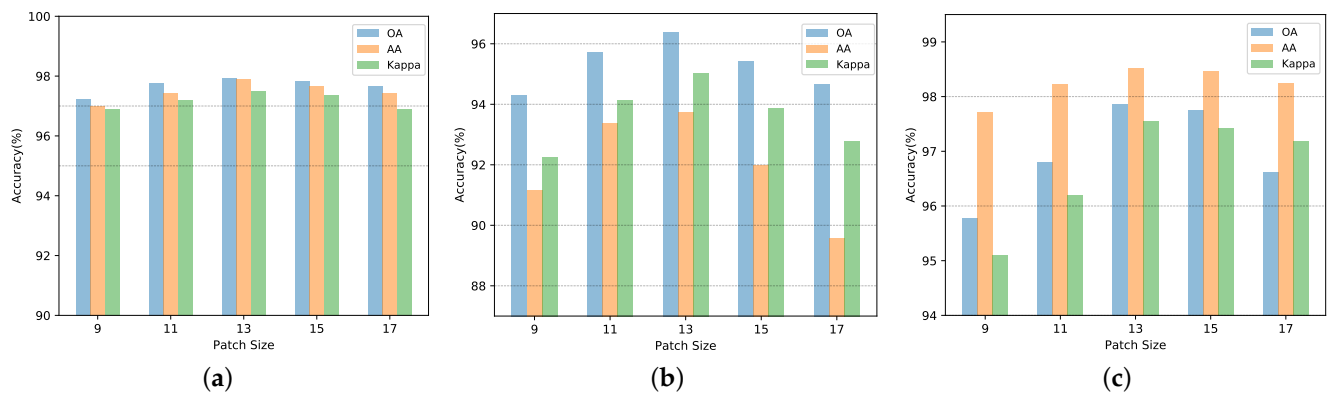 100
98
96
94
92
90
Accuracy(%)
OA
AA
Kappa
9 11 13 15 17
Patch Size
(a)
96
94
92
90
88
Accuracy(%)
OA
AA
Kappa
9 11 13 15 17
Patch Size
(b)
99
98
97
96
95
94
Accuracy(%)
OA
AA
Kappa
9 11 13 15 17
Patch Size
(c)